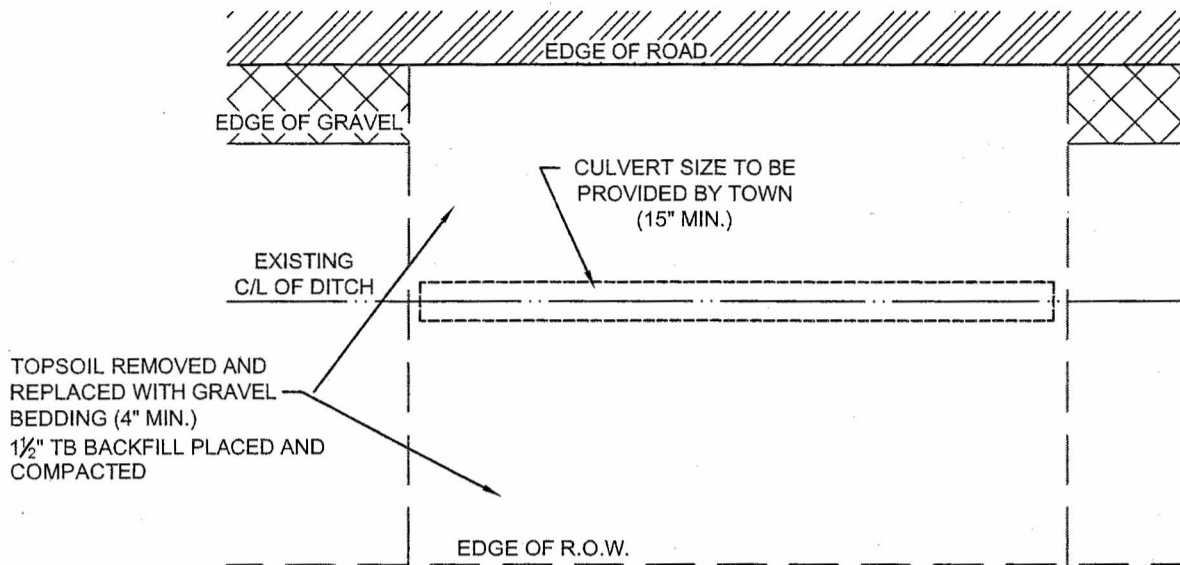 EDGE OF ROAD
EDGE OF GRAVEL
CULVERT SIZE TO BE
PROVIDED BY TOWN
(15" MIN.)
EXISTING
C/L OF DITCH
TOPSOIL REMOVED AND
REPLACED WITH GRAVEL
BEDDING (4" MIN.)
1½" TB BACKFILL PLACED AND
COMPACTED
EDGE OF R.O.W.